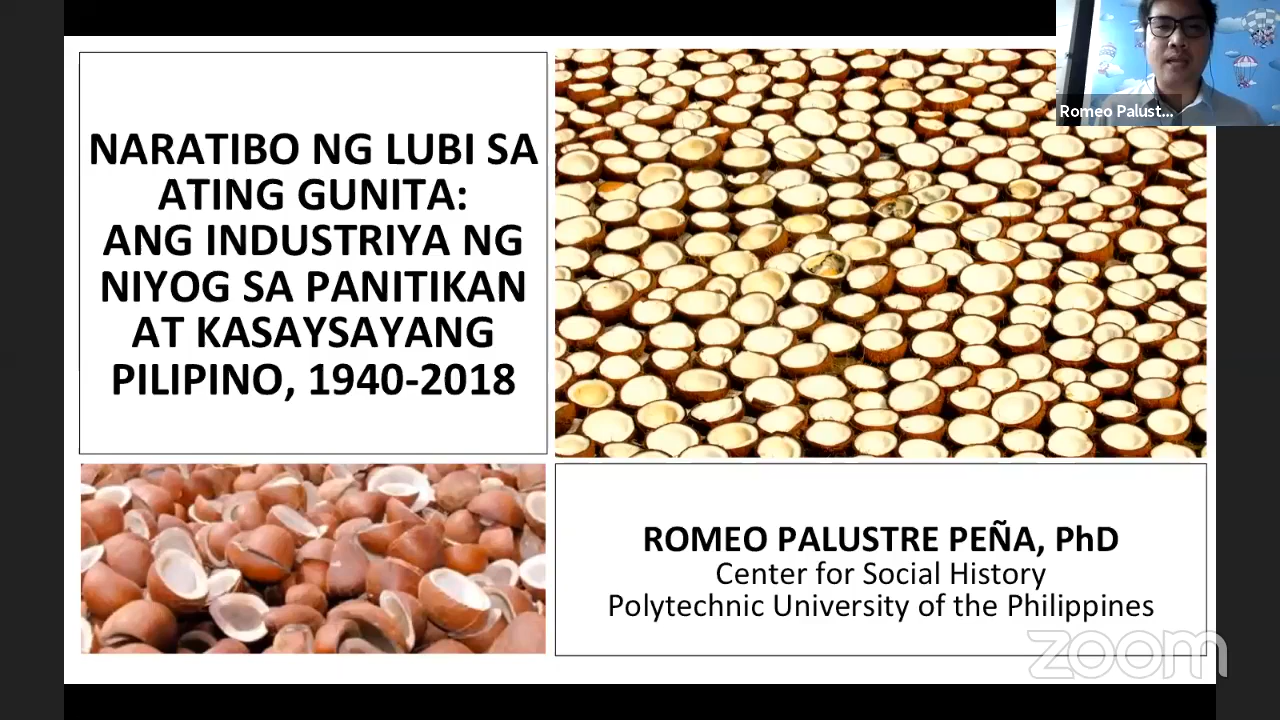 NARATIBO NG LUBI SA
ATING GUNITA:
ANG INDUSTRIYA NG
NIYOG SA PANITIKAN
AT KASAYSAYANG
PILIPINO, 1940-2018
Romeo Palust...
ROMEO PALUSTRE PEÑA, PhD
Center for Social History
Polytechnic University of the Philippines
zoom